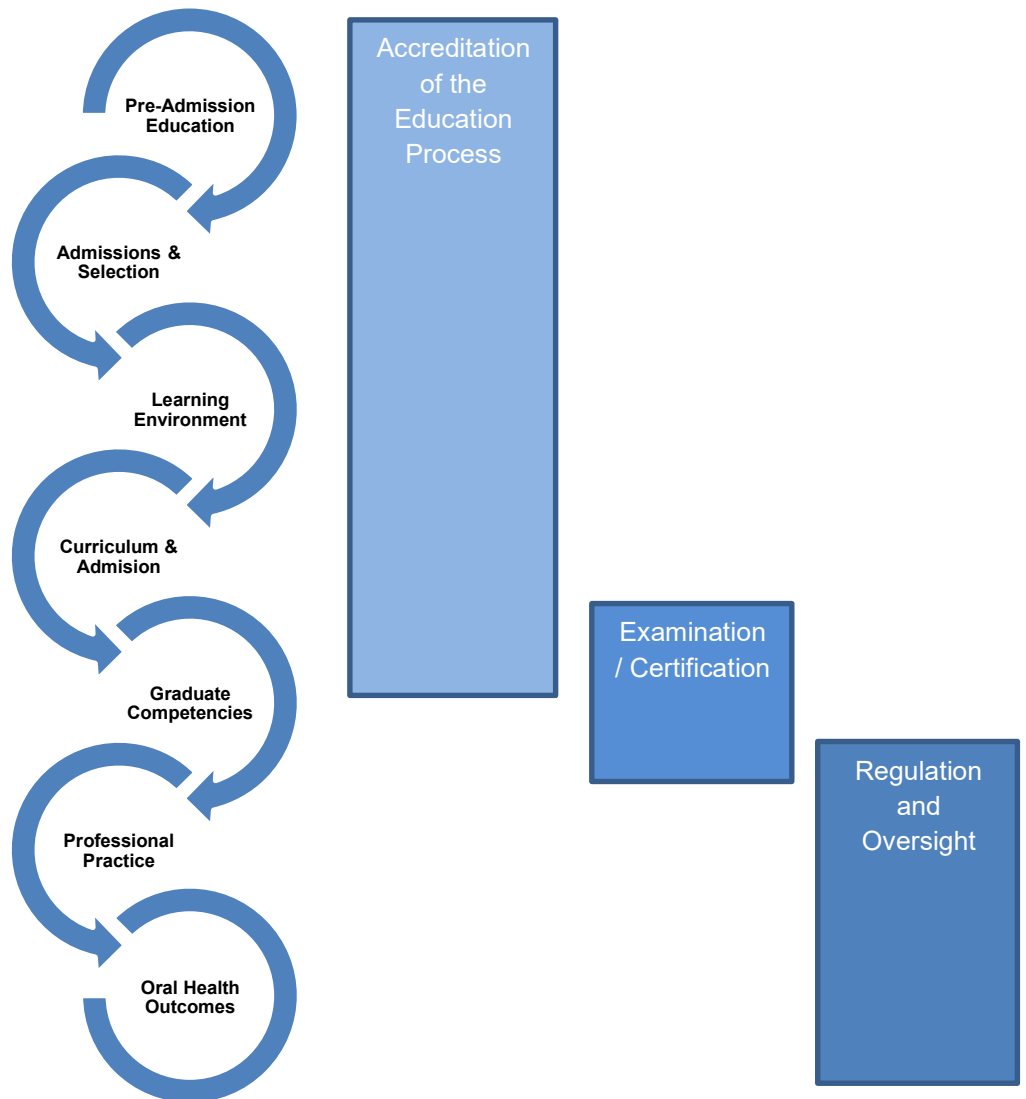 Pre-Admission
Education
Admissions &
Selection
Learning
Environment
Curriculum &
Admision
Graduate
Competencies
Professional
Practice
Oral Health
Outcomes
Accreditation
of the
Education
Process
Examination
/ Certification
Regulation
and
Oversight